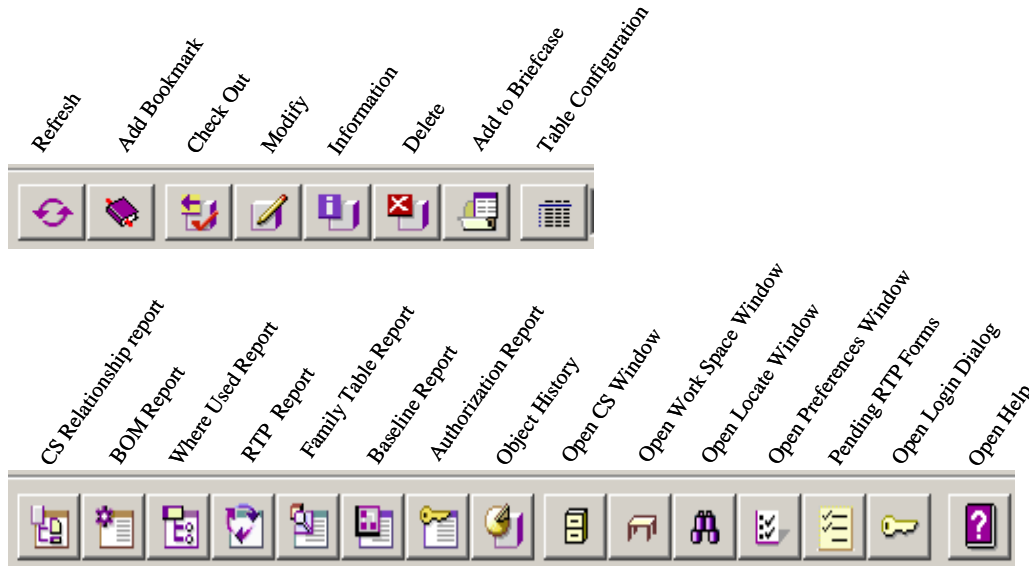 Refresh
Add Bookmark
Check Out
Modify
Information
Delete
Add to Briefcase
Table Configuration
CS Relationship report
BOM Report
Where Used Report
RTP Report
Family Table Report
Baseline Report
Authorization Report
Object History
Open CS Window
Open Work Space Window
Open Locate Window
Open Preferences Window
Pending RTP Forms
Open Login Dialog
Open Help